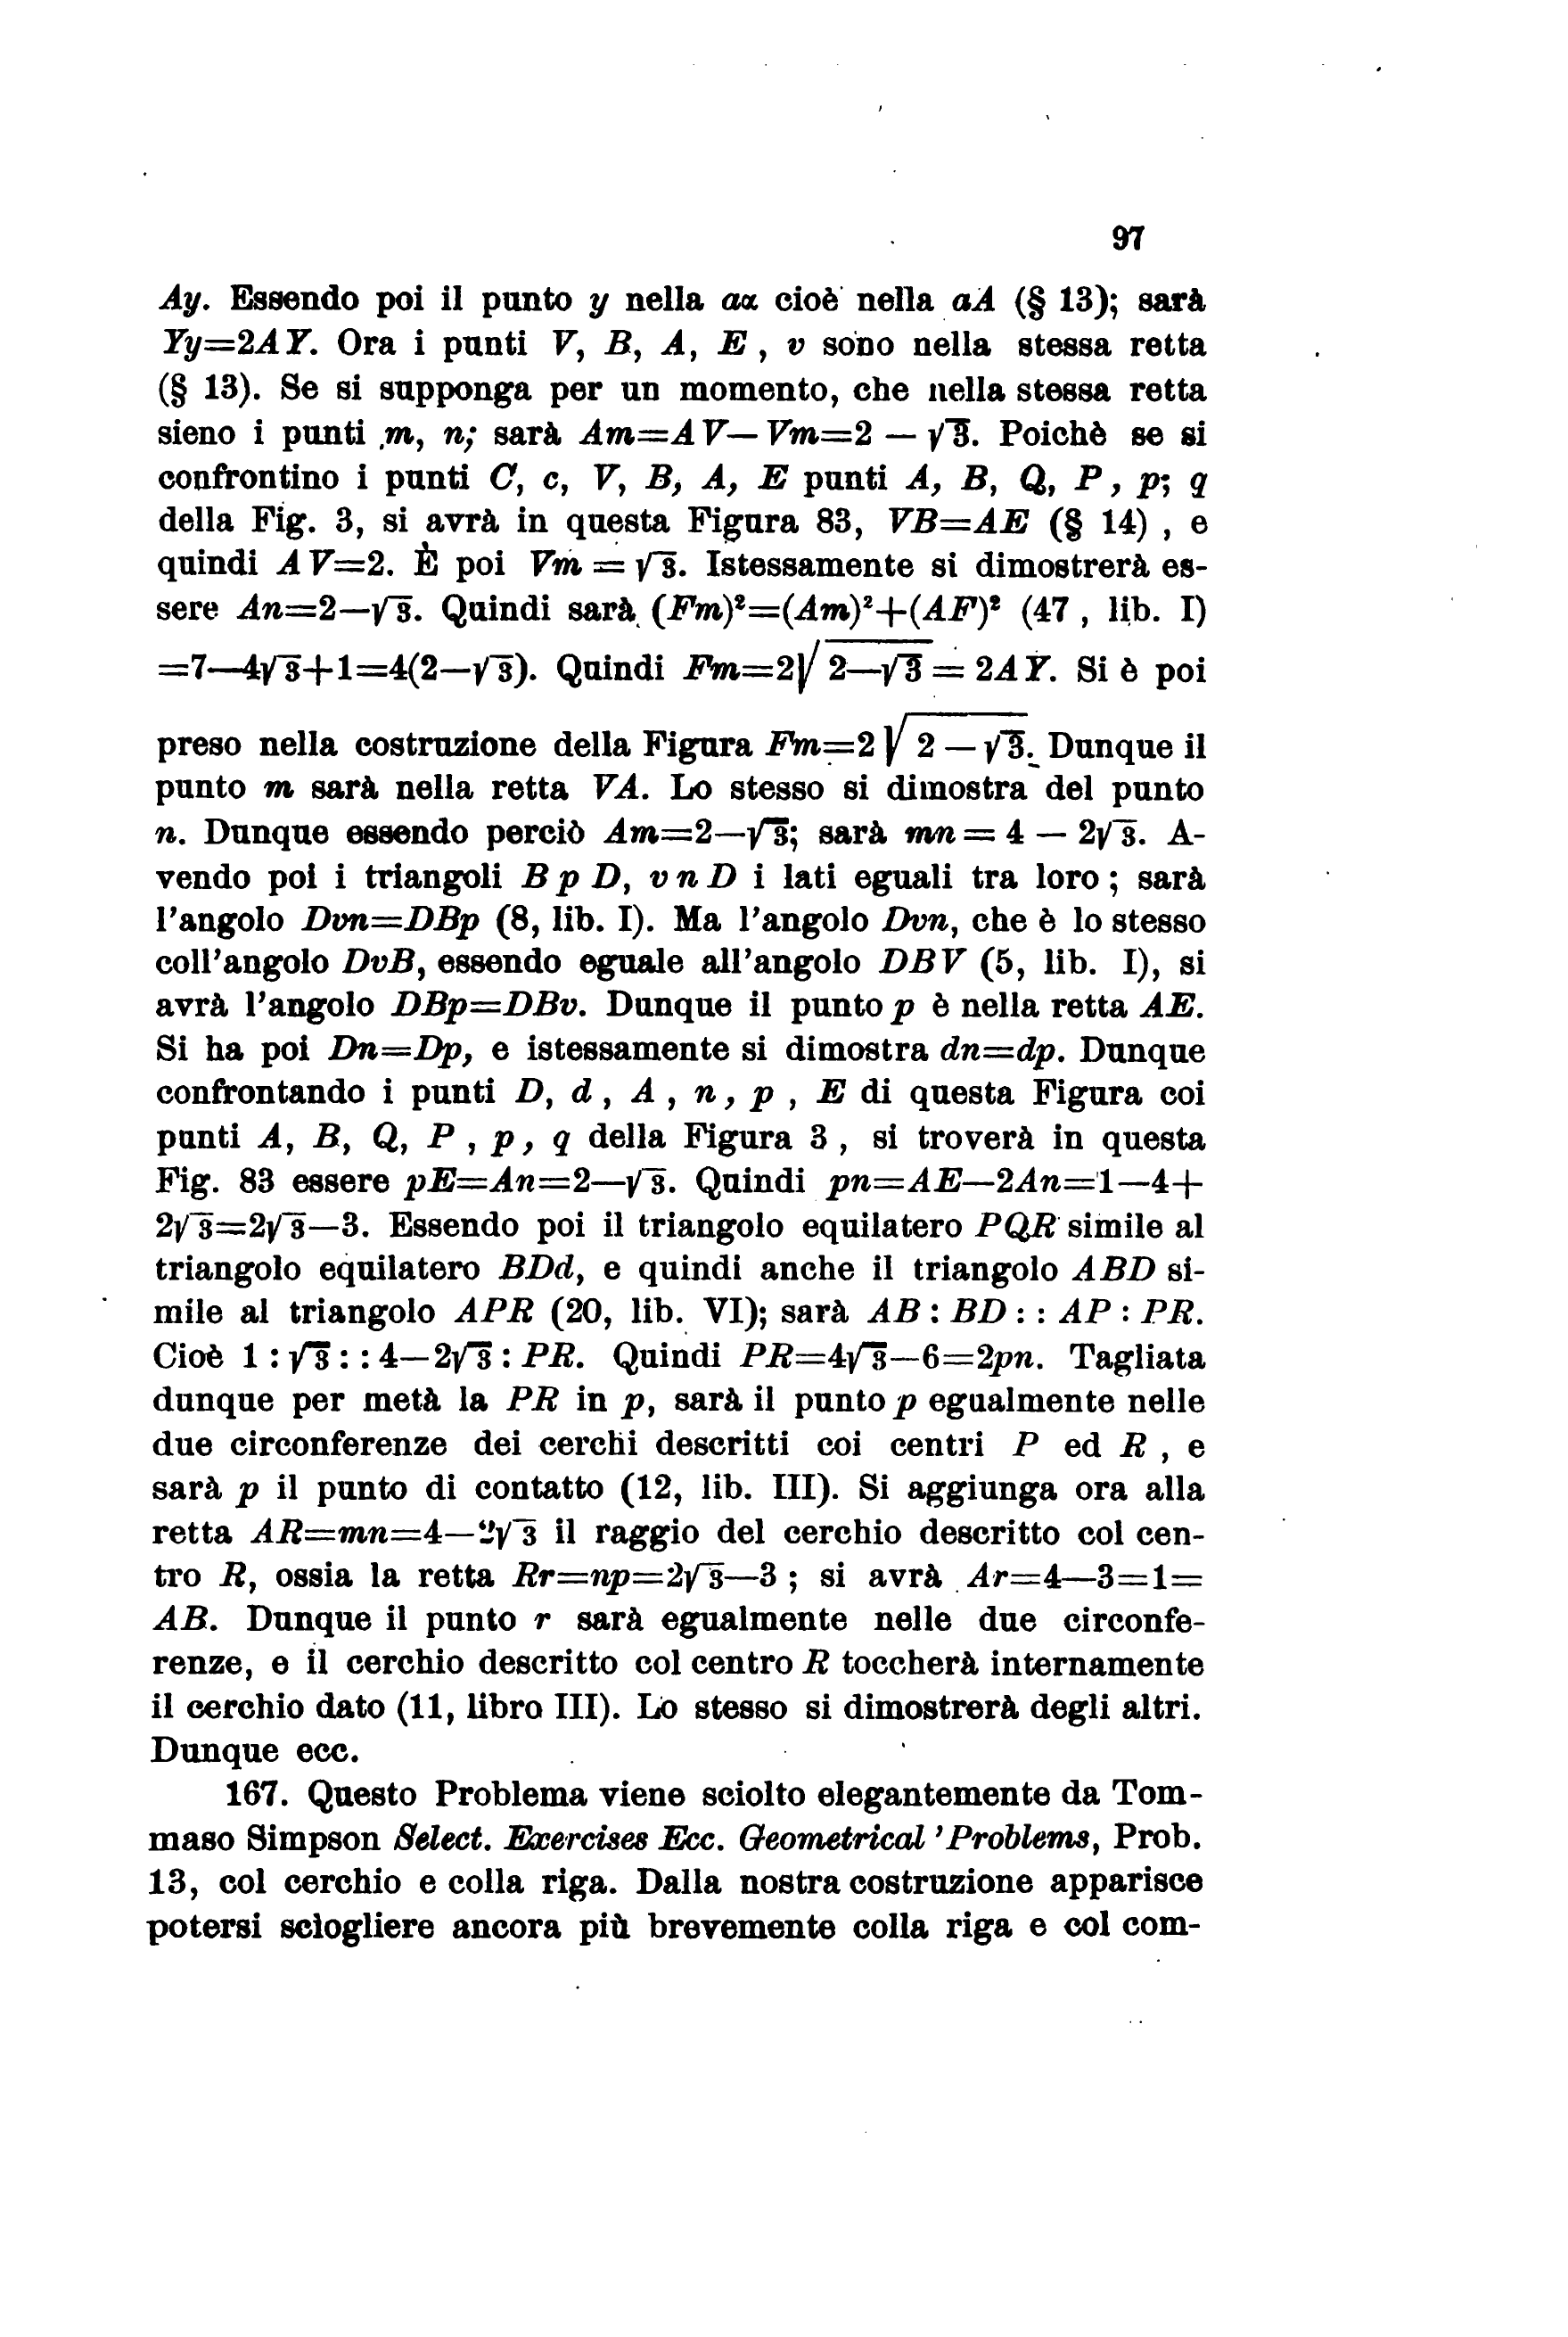 97
Ay. Essendo poi il punto y nella aα cioè nella aA (§ 13); sarà
Yy=2AY. Ora i punti V, B, A, E, v sono nella stessa retta
(§ 13). Se si supponga per un momento, che nella stessa retta
sieno i punti m, n; sarà Am=AV—Vm=2 — √3. Poichè se si
confrontino i punti C, c, V, B, A, E punti A, B, Q, P, p; q
della Fig. 3, si avrà in questa Figura 83, VB=AE (§ 14), e
quindi AV=2. È poi Vm = √3. Istessamente si dimostrerà es-
sere An=2—√3. Quindi sarà (Fm)²=(Am)²+(AF)² (47, lib. I)
=7—4√3+1=4(2—√3). Quindi Fm=2√(2—√3) = 2AY. Si è poi
preso nella costruzione della Figura Fm=2√(2—√3). Dunque il
punto m sarà nella retta VA. Lo stesso si dimostra del punto
n. Dunque essendo perciò Am=2—√3; sarà mn = 4 — 2√3. A-
vendo poi i triangoli B p D, v n D i lati eguali tra loro; sarà
l'angolo Dvn=DBp (8, lib. I). Ma l'angolo Dvn, che è lo stesso
coll'angolo DvB, essendo eguale all'angolo DBV (5, lib. I), si
avrà l'angolo DBp=DBv. Dunque il punto p è nella retta AE.
Si ha poi Dn=Dp, e istessamente si dimostra dn=dp. Dunque
confrontando i punti D, d, A, n, p, E di questa Figura coi
punti A, B, Q, P, p, q della Figura 3, si troverà in questa
Fig. 83 essere pE=An=2—√3. Quindi pn=AE—2An=1—4+
2√3=2√3—3. Essendo poi il triangolo equilatero PQR simile al
triangolo equilatero BDd, e quindi anche il triangolo ABD si-
mile al triangolo APR (20, lib. VI); sarà AB : BD : : AP : PR.
Cioè 1 : √3 : : 4—2√3 : PR. Quindi PR=4√3—6=2pn. Tagliata
dunque per metà la PR in p, sarà il punto p egualmente nelle
due circonferenze dei cerchi descritti coi centri P ed R, e
sarà p il punto di contatto (12, lib. III). Si aggiunga ora alla
retta AR=mn=4—2√3 il raggio del cerchio descritto col cen-
tro R, ossia la retta Rr=np=2√3—3; si avrà Ar=4—3=1=
AB. Dunque il punto r sarà egualmente nelle due circonfe-
renze, e il cerchio descritto col centro R toccherà internamente
il cerchio dato (11, libro III). Lo stesso si dimostrerà degli altri.
Dunque ecc.
167. Questo Problema viene sciolto elegantemente da Tom-
maso Simpson Select. Exercises Ecc. Geometrical 'Problems, Prob.
13, col cerchio e colla riga. Dalla nostra costruzione apparisce
potersi sciogliere ancora più brevemente colla riga e col com-